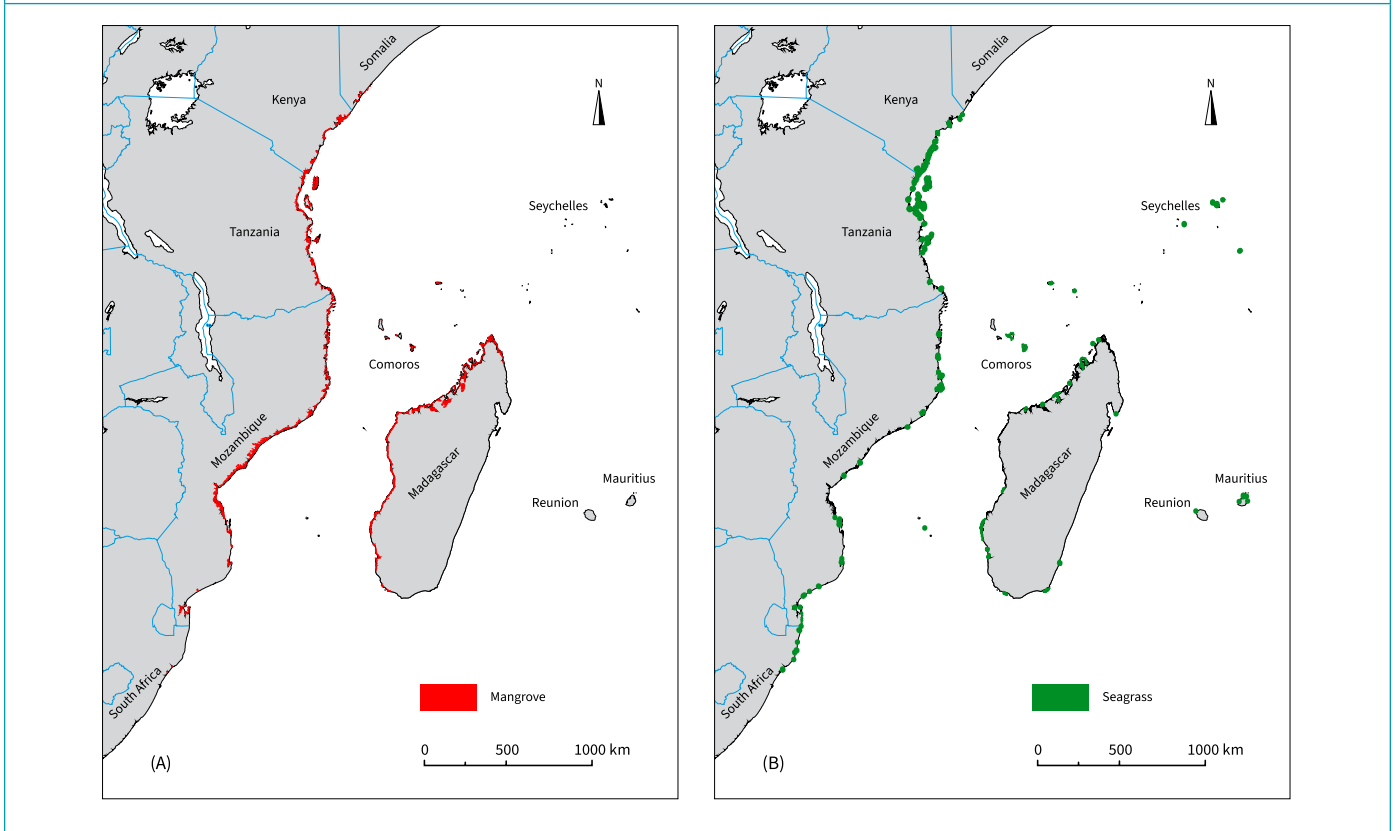 Somalia
N
Kenya
Seychelles
Tanzania
Comoros
Mozambique
Madagascar
Mauritius
Reunion
South Africa
Mangrove
0 500 1000 km
(A)
Somalia
N
Kenya
Seychelles
Tanzania
Comoros
Mozambique
Madagascar
Mauritius
Reunion
South Africa
Seagrass
0 500 1000 km
(B)